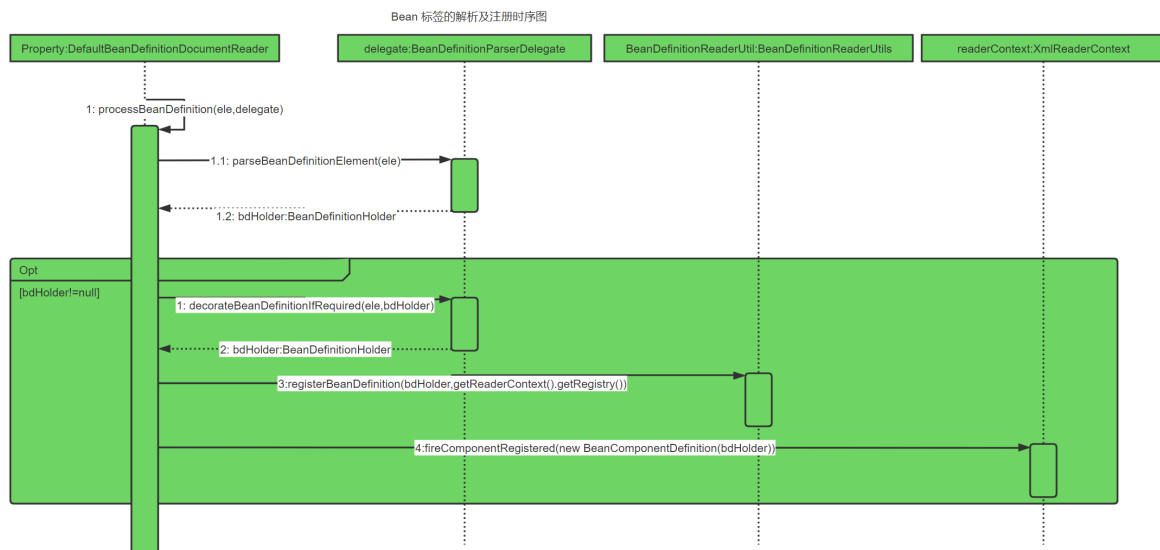 Bean 标签的解析及注册时序图
Property:DefaultBeanDefinitionDocumentReader
delegate:BeanDefinitionParserDelegate
BeanDefinitionReaderUtil:BeanDefinitionReaderUtils
readerContext:XmlReaderContext
1: processBeanDefinition(ele,delegate)
1.1: parseBeanDefinitionElement(ele)
1.2: bdHolder:BeanDefinitionHolder
Opt
[bdHolder!=null]
1: decorateBeanDefinitionIfRequired(ele,bdHolder)
2: bdHolder:BeanDefinitionHolder
3:registerBeanDefinition(bdHolder,getReaderContext().getRegistry())
4:fireComponentRegistered(new BeanComponentDefinition(bdHolder))